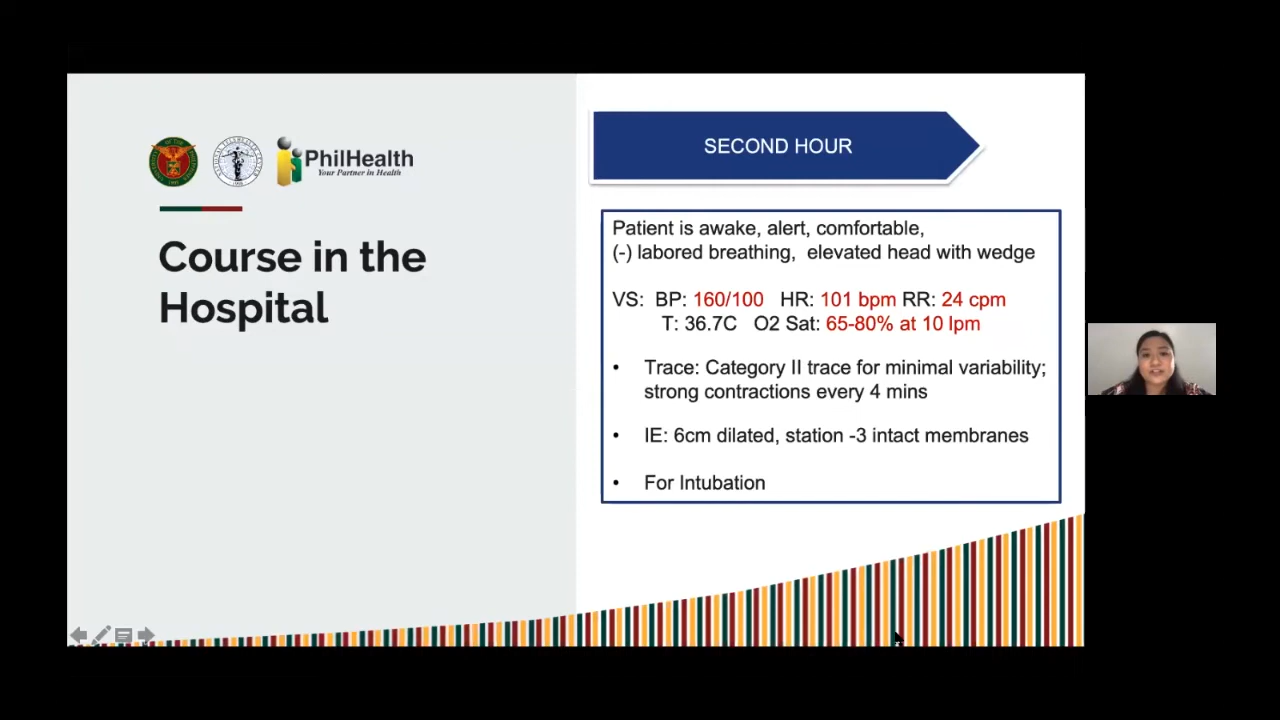 PhilHealth
Your Partner in Health
Course in the
Hospital
SECOND HOUR
Patient is awake, alert, comfortable,
(-) labored breathing, elevated head with wedge
VS: BP: 160/100 HR: 101 bpm RR: 24 cpm
T: 36.7C O2 Sat: 65-80% at 10 lpm
• Trace: Category II trace for minimal variability;
strong contractions every 4 mins
• IE: 6cm dilated, station -3 intact membranes
• For Intubation